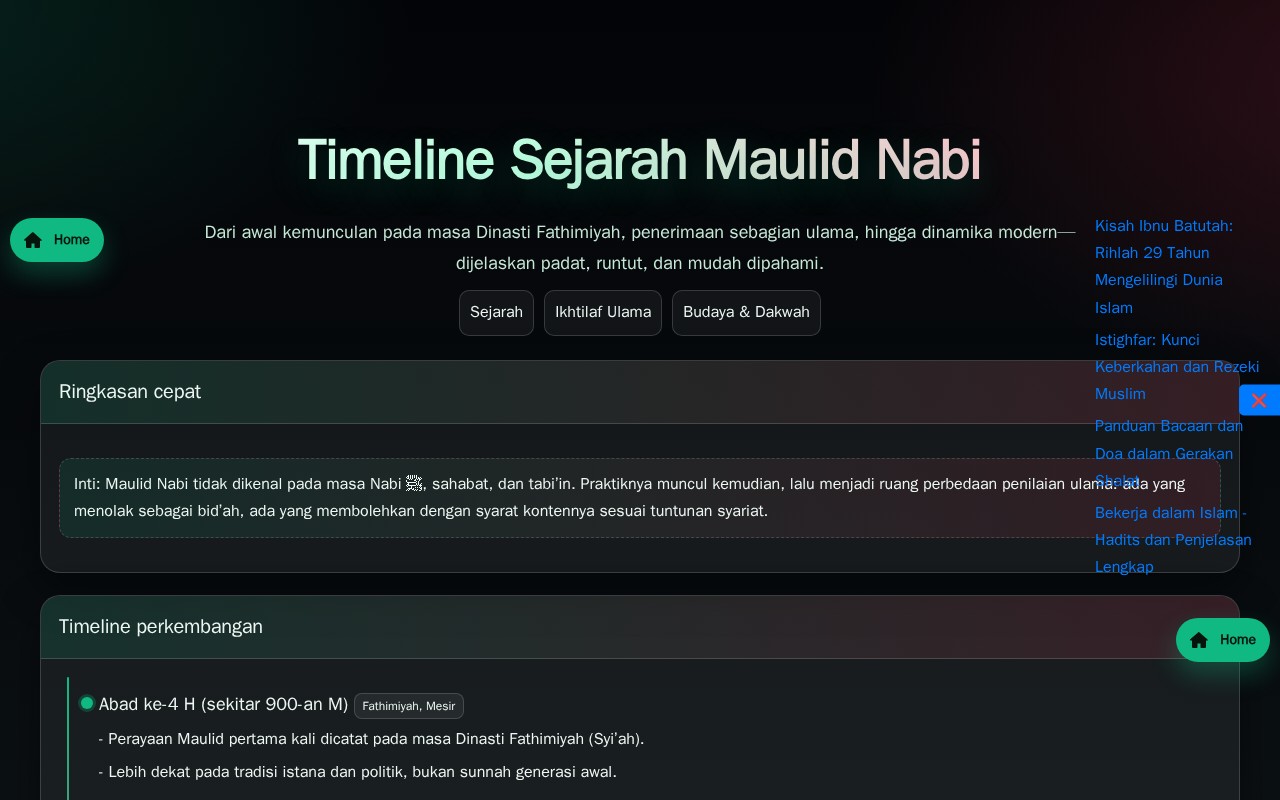 Timeline Sejarah Maulid Nabi
Home
Dari awal kemunculan pada masa Dinasti Fathimiyah, penerimaan sebagian ulama, hingga dinamika modern—
dijelaskan padat, runtut, dan mudah dipahami.
Sejarah
Ikhtilaf Ulama
Budaya & Dakwah
Kisah Ibnu Batutah:
Rihlah 29 Tahun
Mengelilingi Dunia
Islam
Istighfar: Kunci
Keberkahan dan Rezeki
Muslim
Panduan Bacaan dan
Doa dalam Gerakan
Shalat
Bekerja dalam Islam -
Hadits dan Penjelasan
Lengkap
Ringkasan cepat
Inti: Maulid Nabi tidak dikenal pada masa Nabi ﷺ, sahabat, dan tabi’in. Praktiknya muncul kemudian, lalu menjadi ruang perbedaan penilaian ulama: ada yang
menolak sebagai bid’ah, ada yang membolehkan dengan syarat kontennya sesuai tuntunan syariat.
Timeline perkembangan
Home
Abad ke-4 H (sekitar 900-an M) Fathimiyah, Mesir
- Perayaan Maulid pertama kali dicatat pada masa Dinasti Fathimiyah (Syi’ah).
- Lebih dekat pada tradisi istana dan politik, bukan sunnah generasi awal.